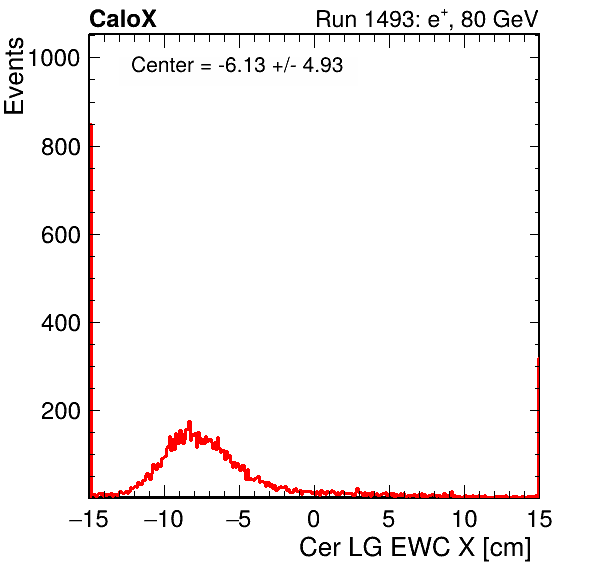 CaloX Run 1493: e+, 80 GeV
Center = -6.13 +/- 4.93
Events
1000
800
600
400
200
−15 −10 −5 0 5 10 15
Cer LG EWC X [cm]